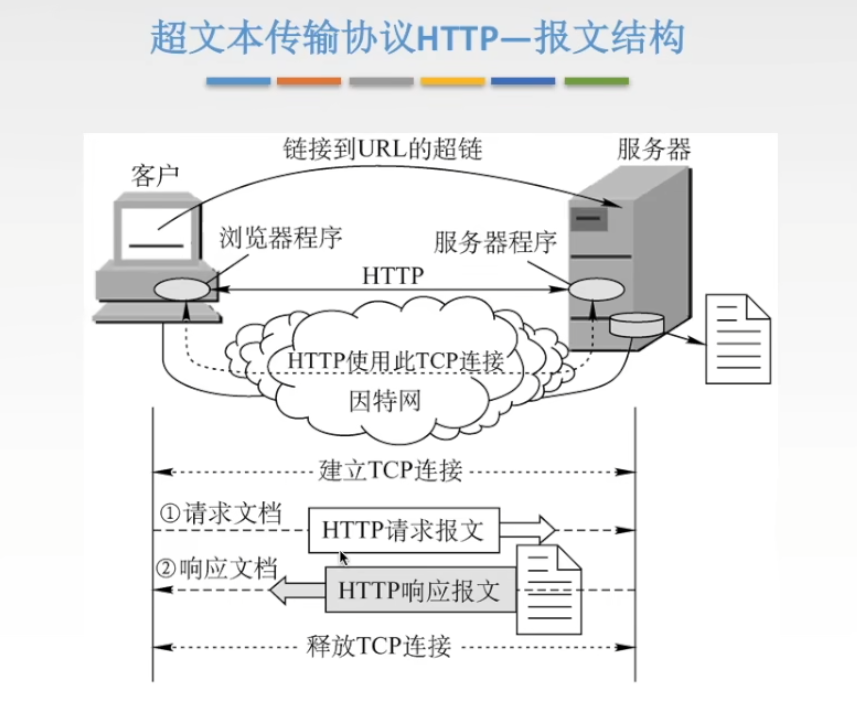 超文本传输协议HTTP—报文结构
链接到URL的超链
服务器
客户
浏览器程序
服务器程序
HTTP
HTTP使用此TCP连接
因特网
建立TCP连接
①请求文档
HTTP请求报文
②响应文档
HTTP响应报文
释放TCP连接